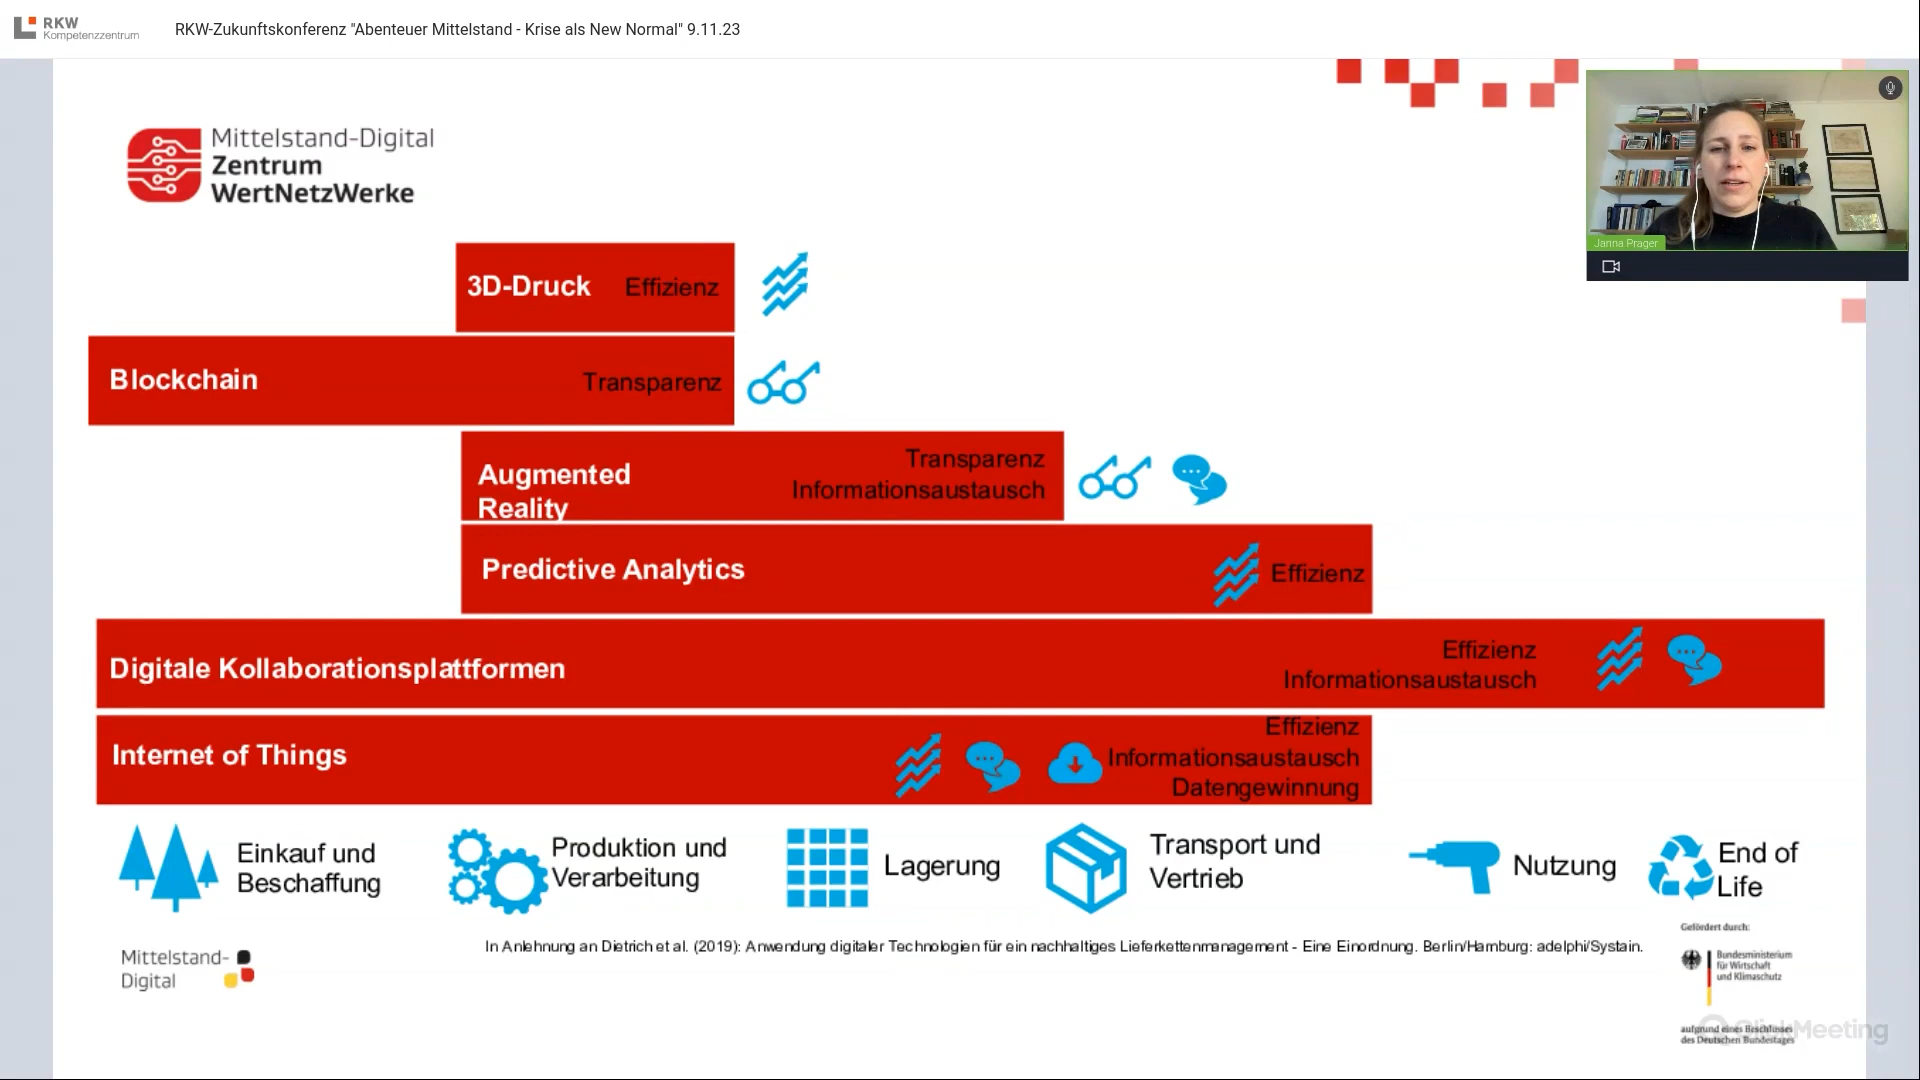 RKW
Kompetenzzentrum
RKW-Zukunftskonferenz "Abenteuer Mittelstand - Krise als New Normal" 9.11.23
Mittelstand-Digital
Zentrum
WertNetzWerke
Janna Prager
3D-Druck Effizienz
Blockchain Transparenz
Augmented
Reality
Transparenz
Informationsaustausch
Predictive Analytics Effizienz
Digitale Kollaborationsplattformen
Effizienz
Informationsaustausch
Internet of Things
Effizienz
Informationsaustausch
Datengewinnung
Einkauf und
Beschaffung
Produktion und
Verarbeitung
Lagerung
Transport und
Vertrieb
Nutzung
End of
Life
In Anlehnung an Dietrich et al. (2019): Anwendung digitaler Technologien für ein nachhaltiges Lieferkettenmanagement - Eine Einordnung. Berlin/Hamburg: adelphi/Systain.
Mittelstand-
Digital
Gefördert durch:
Bundesministerium
für Wirtschaft
und Klimaschutz
aufgrund eines Beschlusses
des Deutschen Bundestages
ClickMeeting